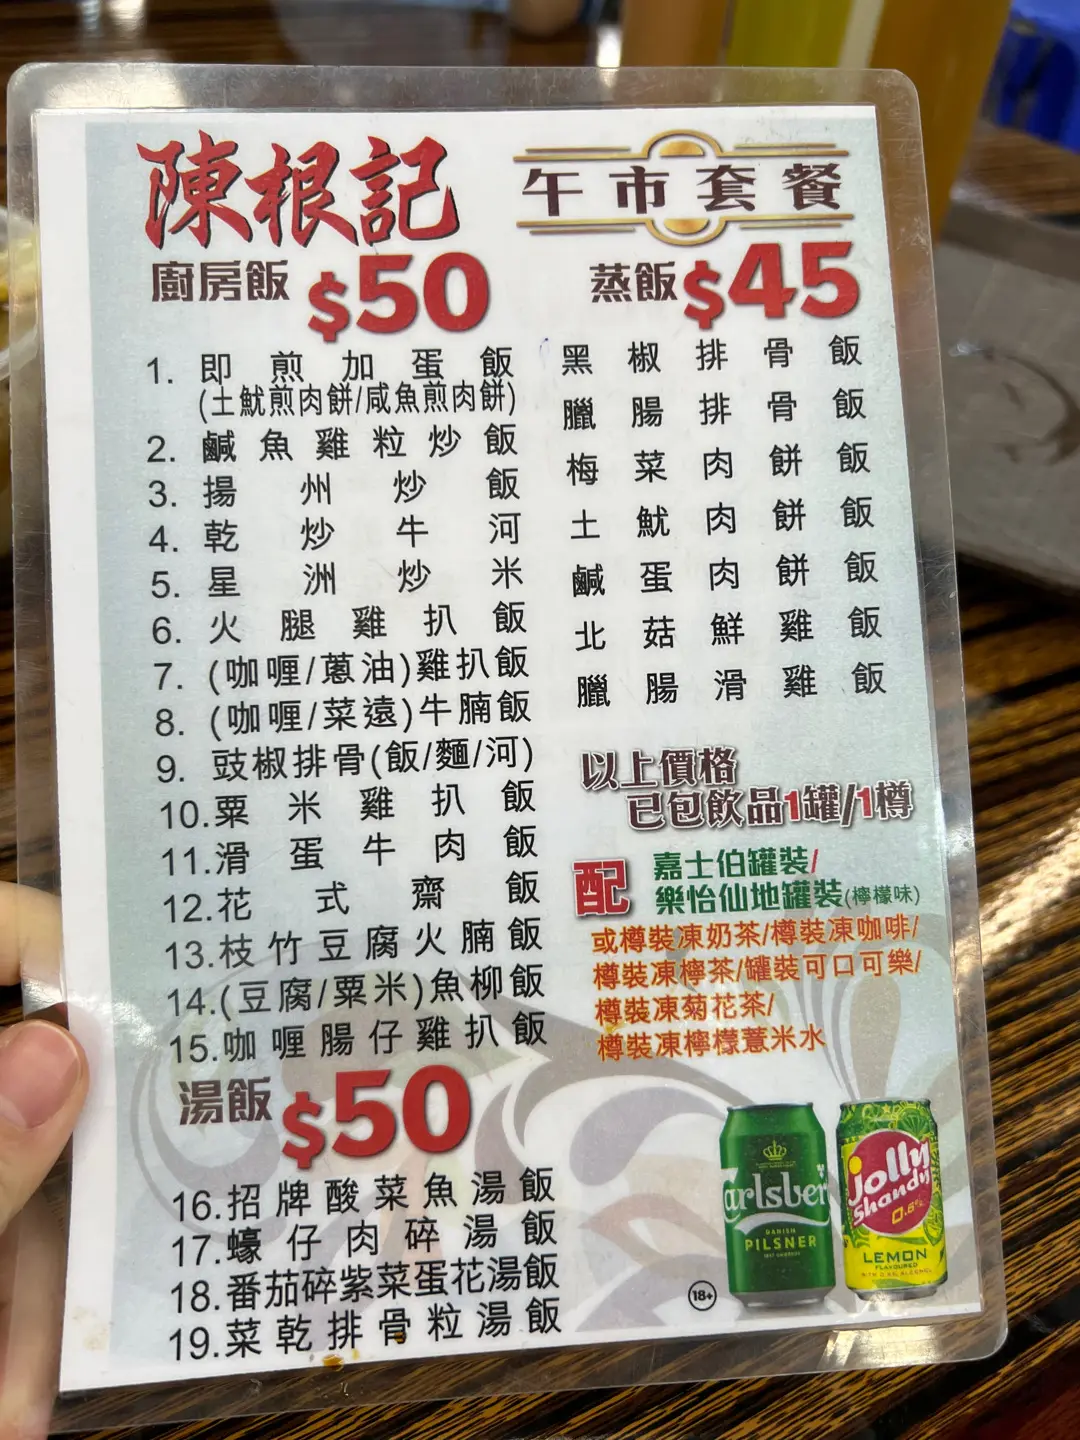 陳根記
午市套餐
廚房飯 $50
1. 即煎加蛋飯
(土魷煎肉餅/咸魚煎肉餅)
2. 鹹魚雞粒炒飯
3. 揚州炒飯
4. 乾炒牛河
5. 星洲炒米
6. 火腿雞扒飯
7. (咖喱/蔥油)雞扒飯
8. (咖喱/菜遠)牛腩飯
9. 豉椒排骨(飯/麵/河)
10.粟米雞扒飯
11.滑蛋牛肉飯
12.花式齋飯
13.枝竹豆腐火腩飯
14.(豆腐/粟米)魚柳飯
15.咖喱腸仔雞扒飯
湯飯 $50
16.招牌酸菜魚湯飯
17.蠔仔肉碎湯飯
18.番茄碎紫菜蛋花湯飯
19.菜乾排骨粒湯飯
蒸飯 $45
黑椒排骨飯
臘腸排骨飯
梅菜肉餅飯
土魷肉餅飯
鹹蛋肉餅飯
北菇鮮雞飯
臘腸滑雞飯
以上價格
已包飲品1罐/1樽
配 嘉士伯罐裝/
樂怡仙地罐裝(檸檬味)
或樽裝凍奶茶/樽裝凍咖啡/
樽裝凍檸茶/罐裝可口可樂/
樽裝凍菊花茶/
樽裝凍檸檬薏米水
Carlsberg
DANISH
PILSNER
Jolly
Shandy
0.6%
LEMON
FLAVOURED
18+